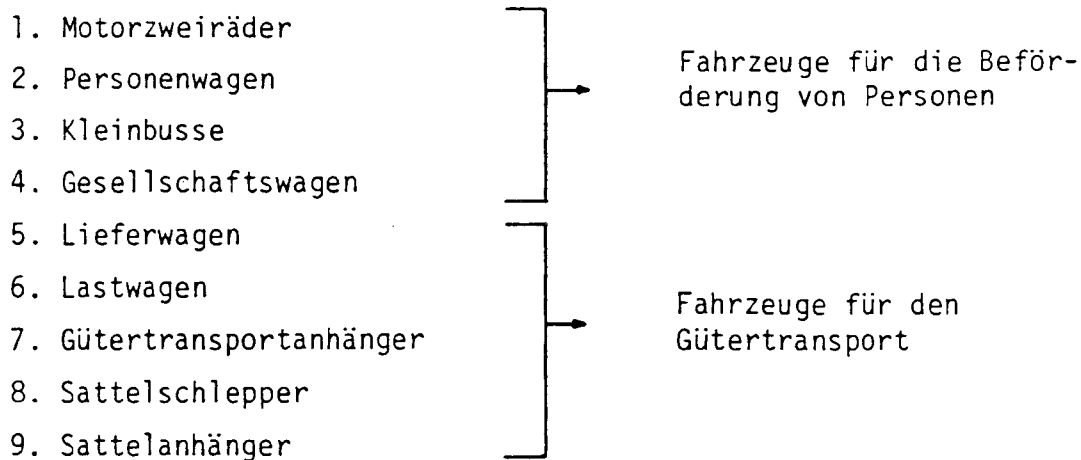 1. Motorzweiräder
2. Personenwagen
3. Kleinbusse
4. Gesellschaftswagen
5. Lieferwagen
6. Lastwagen
7. Gütertransportanhänger
8. Sattelschlepper
9. Sattelanhänger
Fahrzeuge für die Beför-
derung von Personen
Fahrzeuge für den
Gütertransport